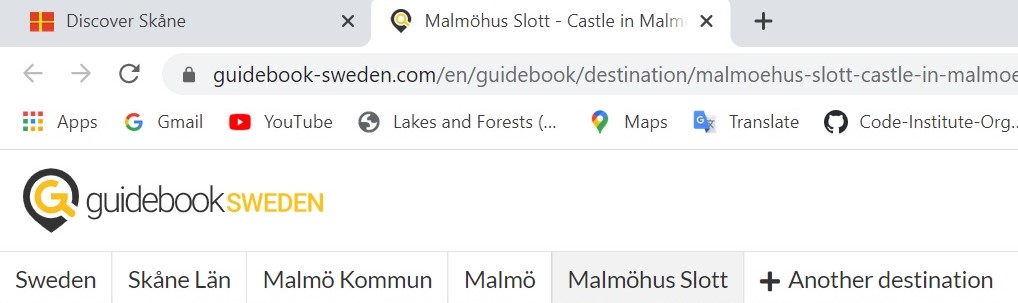 Discover Skåne
Malmöhus Slott - Castle in Malm
guidebook-sweden.com/en/guidebook/destination/malmoehus-slott-castle-in-malmoe
Apps Gmail YouTube Lakes and Forests (... Maps Translate Code-Institute-Org...
guidebook SWEDEN
Sweden Skåne Län Malmö Kommun Malmö Malmöhus Slott Another destination